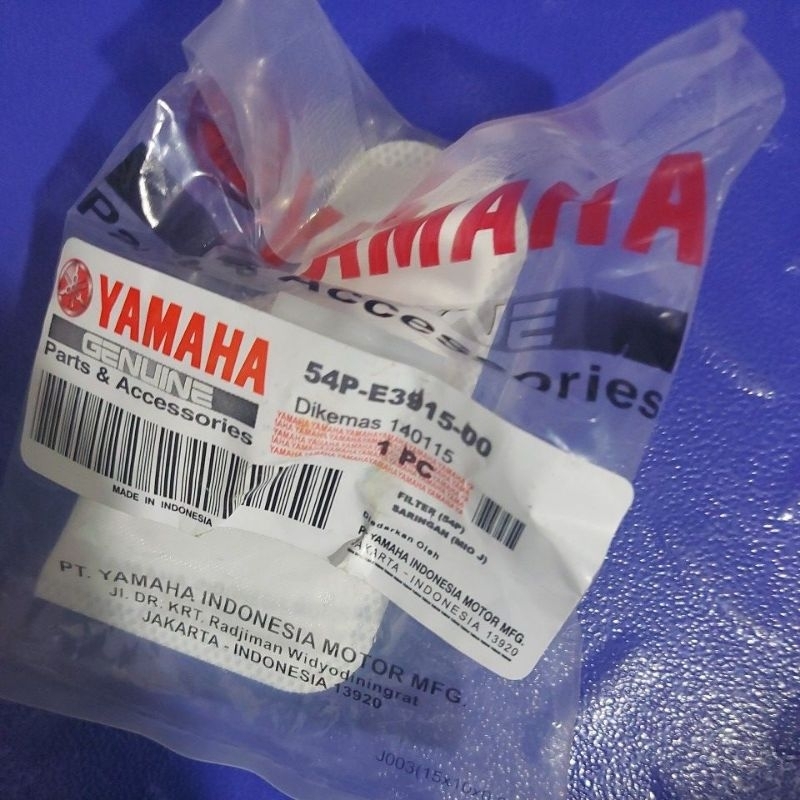 YAMAHA
Parts & Accessories
YAMAHA
GENUINE
Parts & Accessories
54P-E3915-00
Dikemas 140115
1 PC
MADE IN INDONESIA
FILTER (54P)
SARINGAN (MIO J)
Diedarkan Oleh
PT. YAMAHA INDONESIA MOTOR MFG.
JAKARTA - INDONESIA 13920
PT. YAMAHA INDONESIA MOTOR MFG.
Jl. DR. KRT. Radjiman Widyodiningrat
JAKARTA - INDONESIA 13920